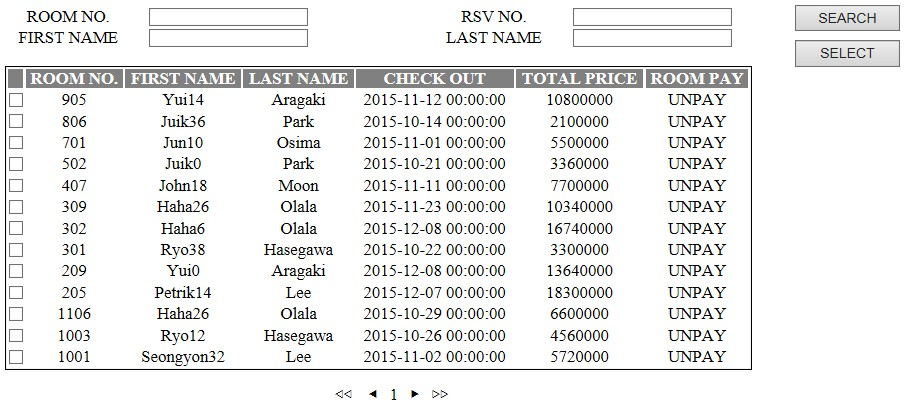 ROOM NO. RSV NO. SEARCH
FIRST NAME LAST NAME
SELECT
ROOM NO. FIRST NAME LAST NAME CHECK OUT TOTAL PRICE ROOM PAY
905 Yui14 Aragaki 2015-11-12 00:00:00 10800000 UNPAY
806 Juik36 Park 2015-10-14 00:00:00 2100000 UNPAY
701 Jun10 Osima 2015-11-01 00:00:00 5500000 UNPAY
502 Juik0 Park 2015-10-21 00:00:00 3360000 UNPAY
407 John18 Moon 2015-11-11 00:00:00 7700000 UNPAY
309 Haha26 Olala 2015-11-23 00:00:00 10340000 UNPAY
302 Haha6 Olala 2015-12-08 00:00:00 16740000 UNPAY
301 Ryo38 Hasegawa 2015-10-22 00:00:00 3300000 UNPAY
209 Yui0 Aragaki 2015-12-08 00:00:00 13640000 UNPAY
205 Petrik14 Lee 2015-12-07 00:00:00 18300000 UNPAY
1106 Haha26 Olala 2015-10-29 00:00:00 6600000 UNPAY
1003 Ryo12 Hasegawa 2015-10-26 00:00:00 4560000 UNPAY
1001 Seongyon32 Lee 2015-11-02 00:00:00 5720000 UNPAY
◁◁ ◀ 1 ▶ ▷▷